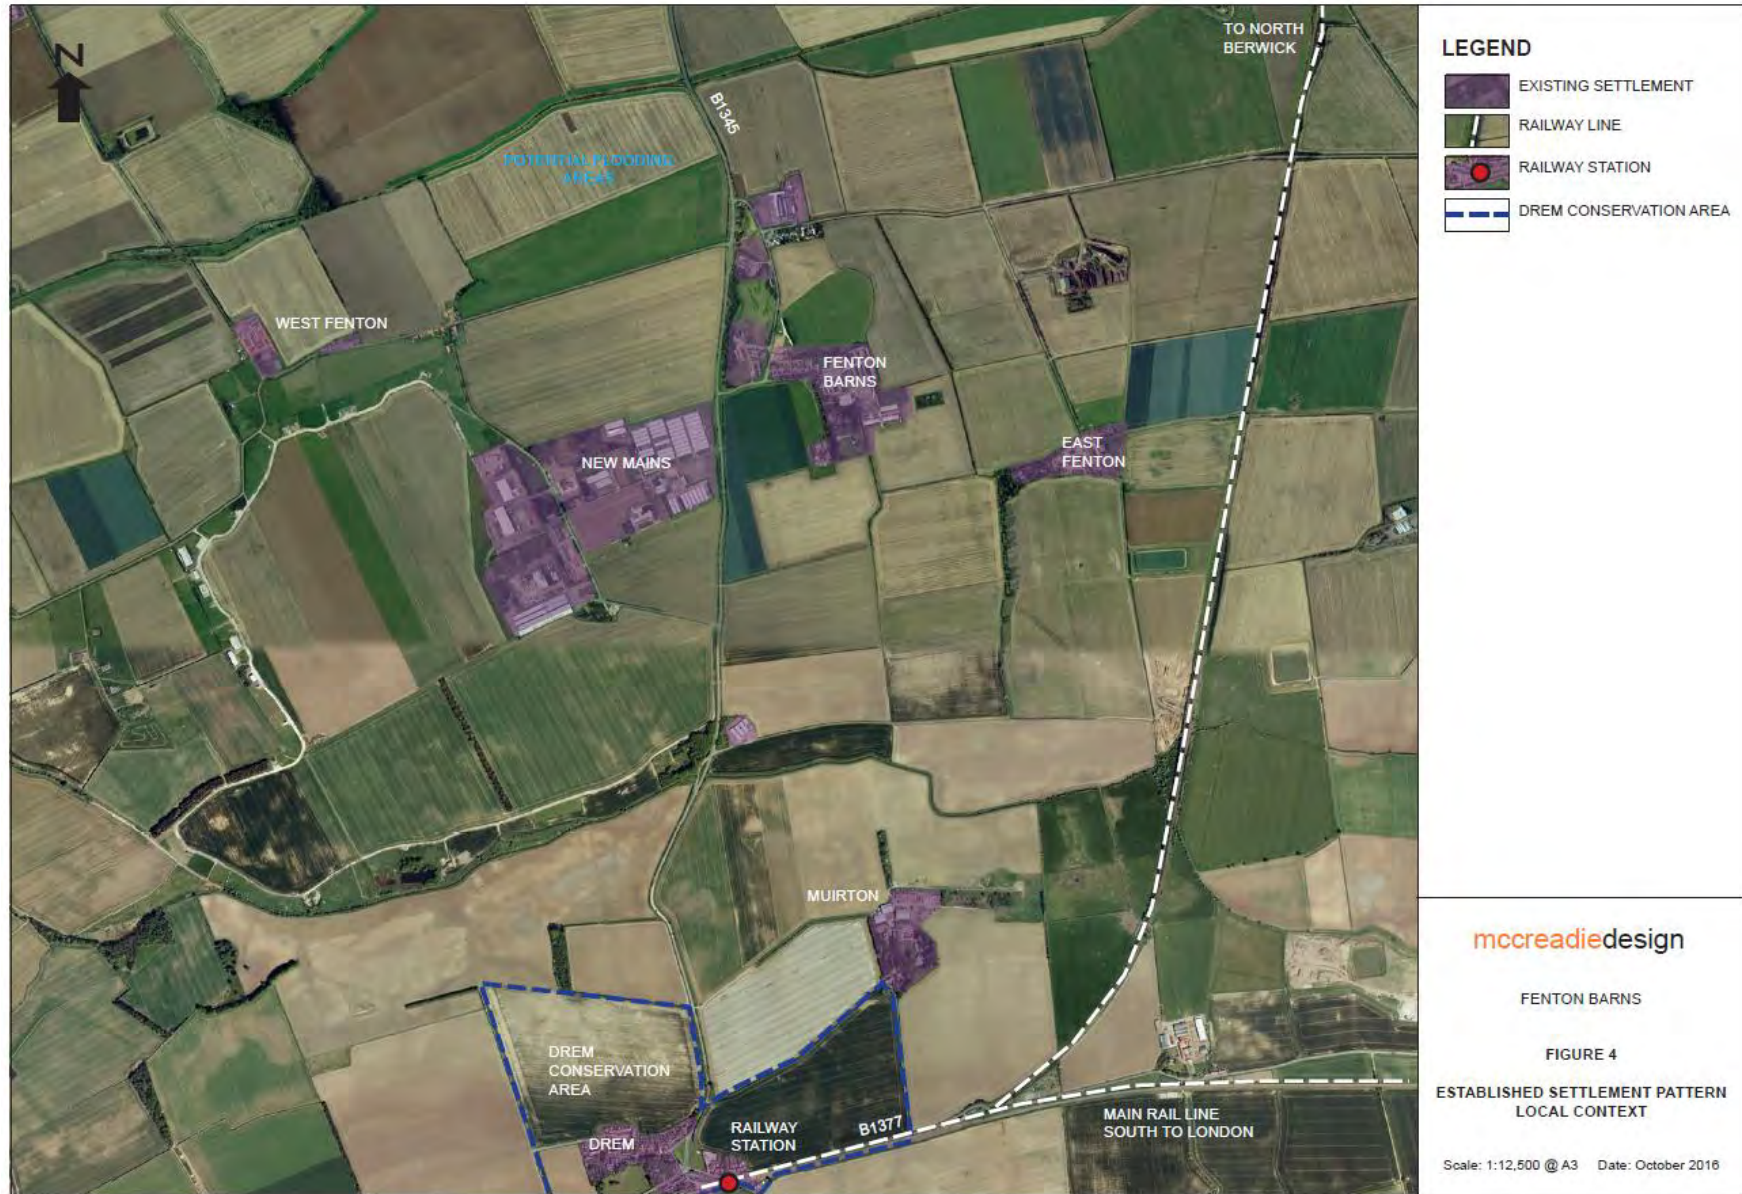 N
TO NORTH
BERWICK
B1345
POTENTIAL FLOODING
AREAS
WEST FENTON
FENTON
BARNS
NEW MAINS
EAST
FENTON
MUIRTON
DREM
CONSERVATION
AREA
DREM
RAILWAY
STATION
B1377
MAIN RAIL LINE
SOUTH TO LONDON
LEGEND
EXISTING SETTLEMENT
RAILWAY LINE
RAILWAY STATION
DREM CONSERVATION AREA
mccreadiedesign
FENTON BARNS
FIGURE 4
ESTABLISHED SETTLEMENT PATTERN
LOCAL CONTEXT
Scale: 1:12,500 @ A3 Date: October 2016